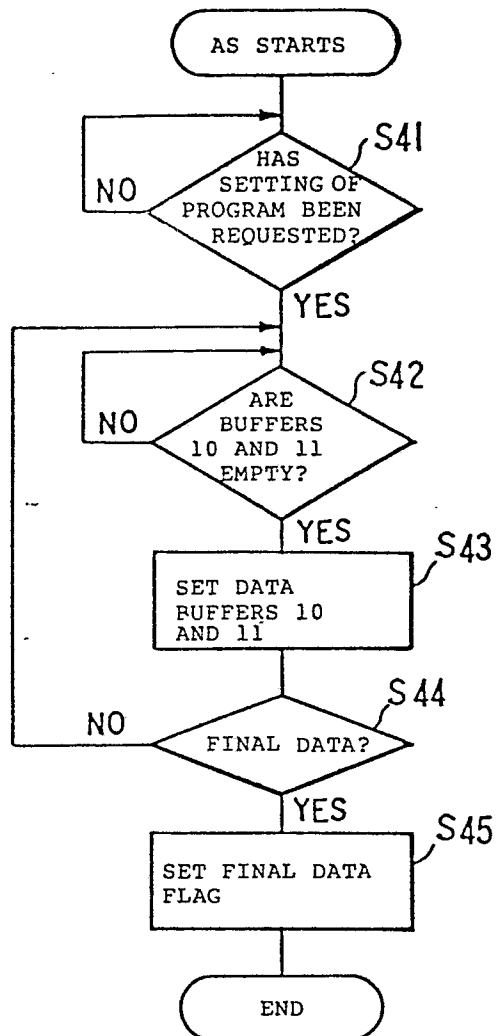 AS STARTS
S41
HAS
SETTING OF
PROGRAM BEEN
REQUESTED?
NO
YES
S42
ARE
BUFFERS
10 AND 11
EMPTY?
NO
YES
S43
SET DATA
BUFFERS 10
AND 11
S44
FINAL DATA?
NO
YES
S45
SET FINAL DATA
FLAG
END